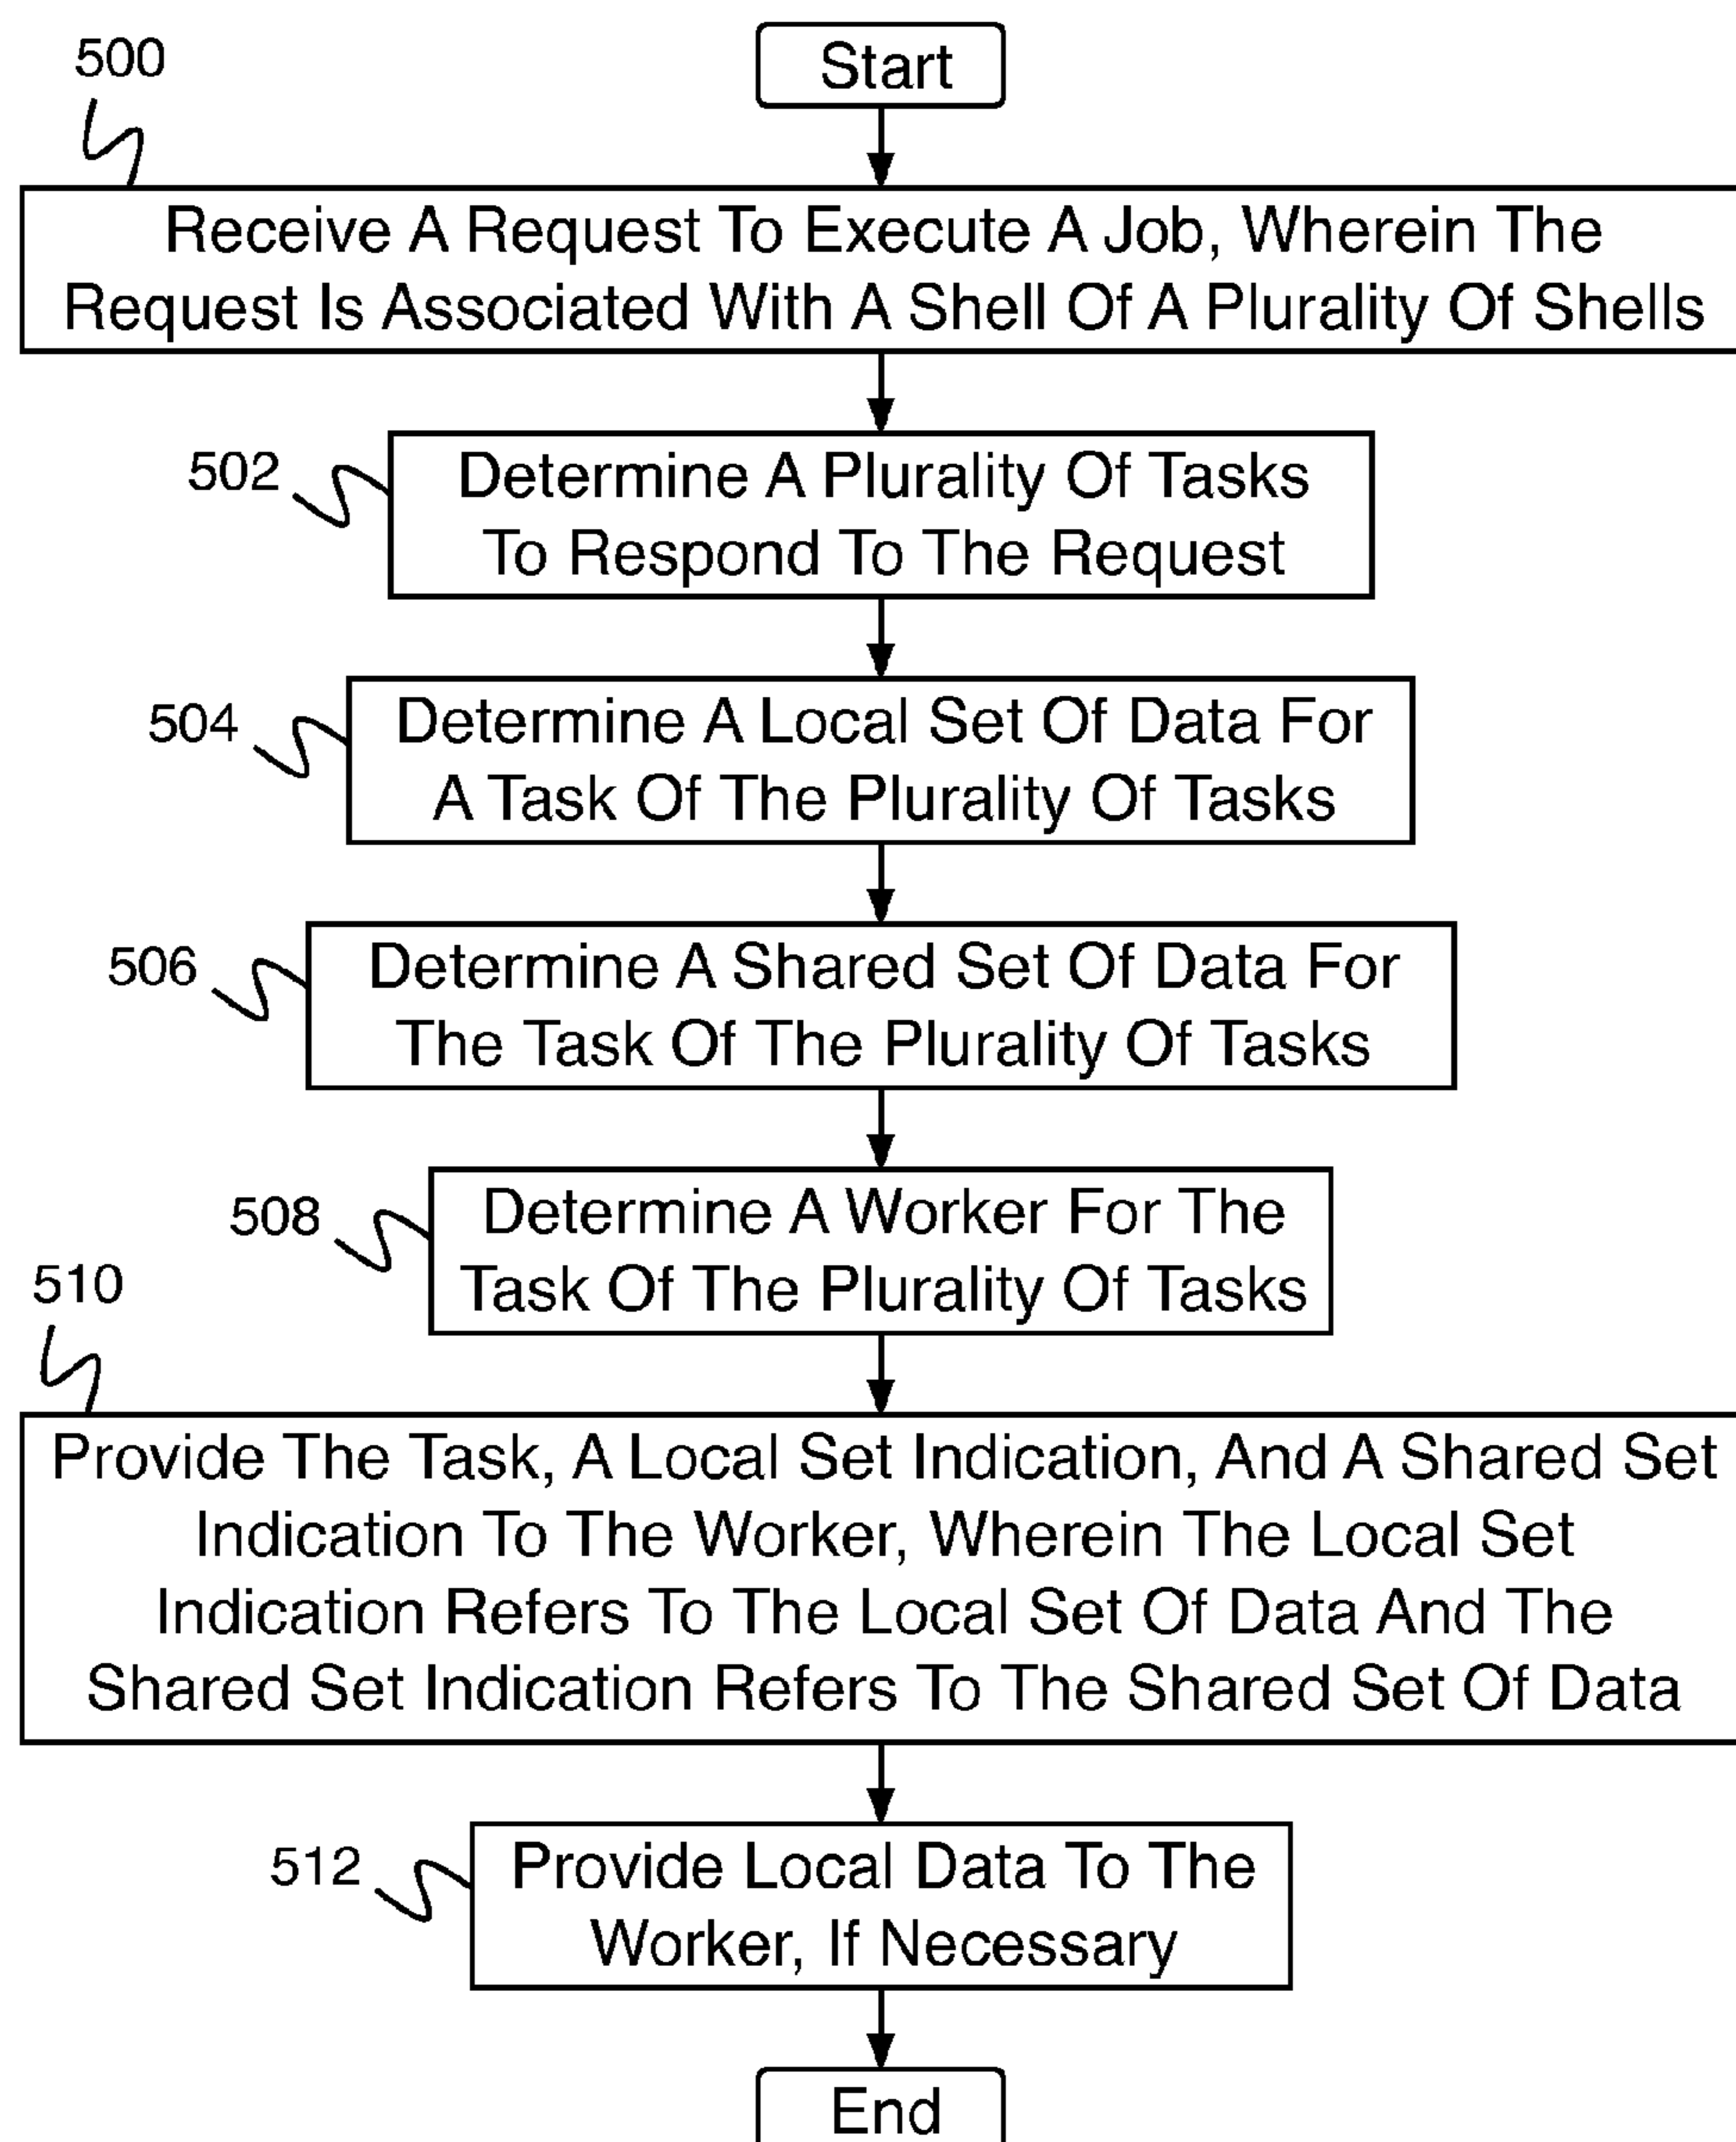 Start
500
Receive A Request To Execute A Job, Wherein The
Request Is Associated With A Shell Of A Plurality Of Shells
502
Determine A Plurality Of Tasks
To Respond To The Request
504
Determine A Local Set Of Data For
A Task Of The Plurality Of Tasks
506
Determine A Shared Set Of Data For
The Task Of The Plurality Of Tasks
508
Determine A Worker For The
Task Of The Plurality Of Tasks
510
Provide The Task, A Local Set Indication, And A Shared Set
Indication To The Worker, Wherein The Local Set
Indication Refers To The Local Set Of Data And The
Shared Set Indication Refers To The Shared Set Of Data
512
Provide Local Data To The
Worker, If Necessary
End